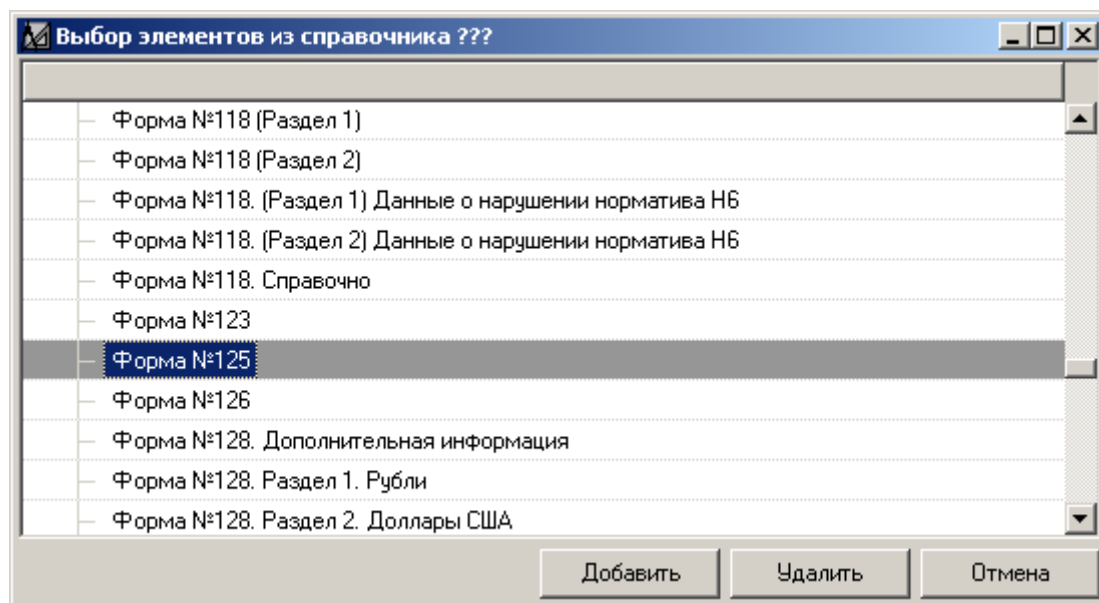 Выбор элементов из справочника ???
Форма №118 (Раздел 1)
Форма №118 (Раздел 2)
Форма №118. (Раздел 1) Данные о нарушении норматива Н6
Форма №118. (Раздел 2) Данные о нарушении норматива Н6
Форма №118. Справочно
Форма №123
Форма №125
Форма №126
Форма №128. Дополнительная информация
Форма №128. Раздел 1. Рубли
Форма №128. Раздел 2. Доллары США
Добавить Удалить Отмена